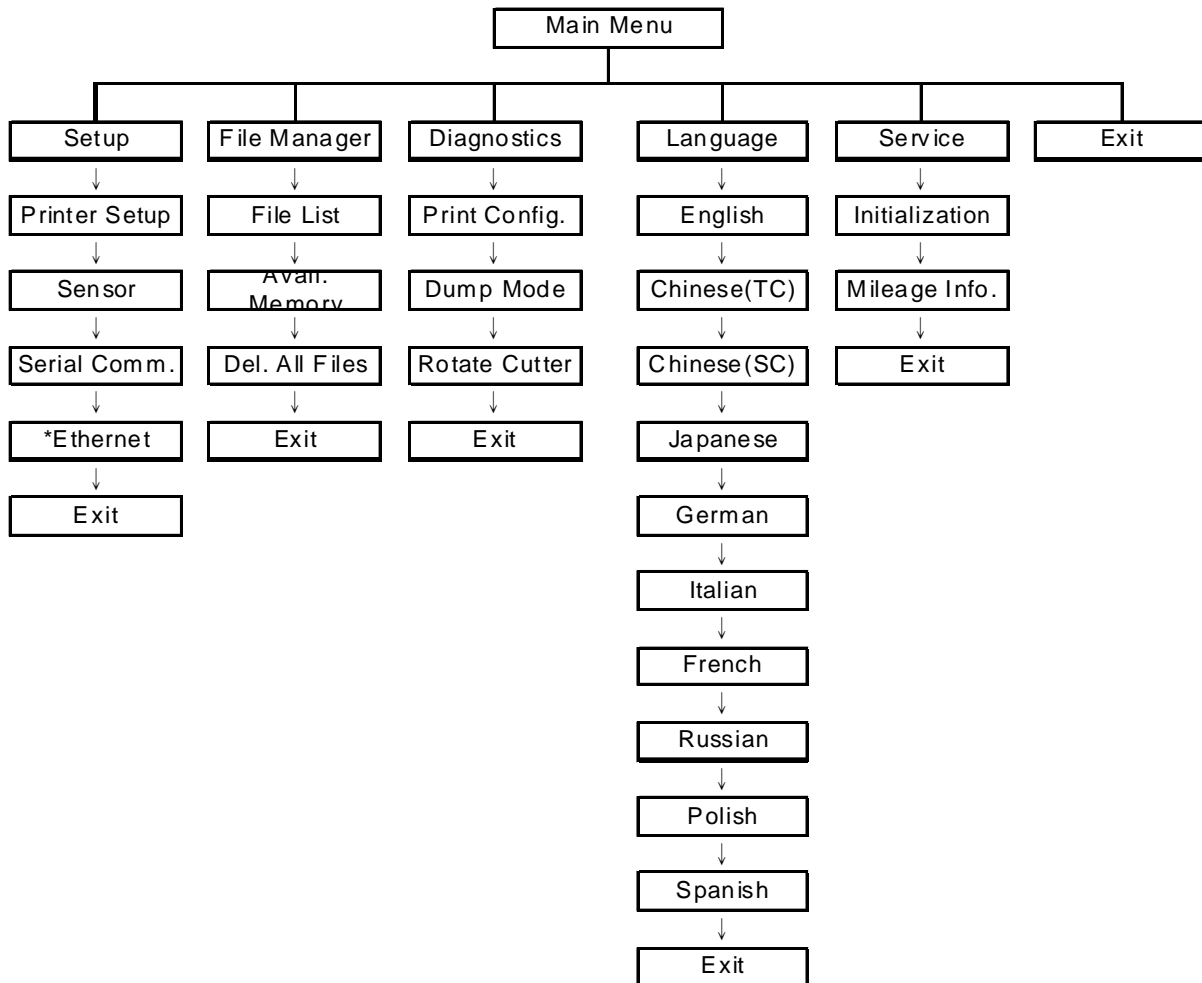 Main Menu
Setup
File Manager
Diagnostics
Language
Service
Exit
Printer Setup
File List
Print Config.
English
Initialization
Sensor
Avail.
Memory
Dump Mode
Chinese(TC)
Mileage Info.
Serial Comm.
Del. All Files
Rotate Cutter
Chinese(SC)
Exit
*Ethernet
Exit
Exit
Japanese
Exit
German
Italian
French
Russian
Polish
Spanish
Exit